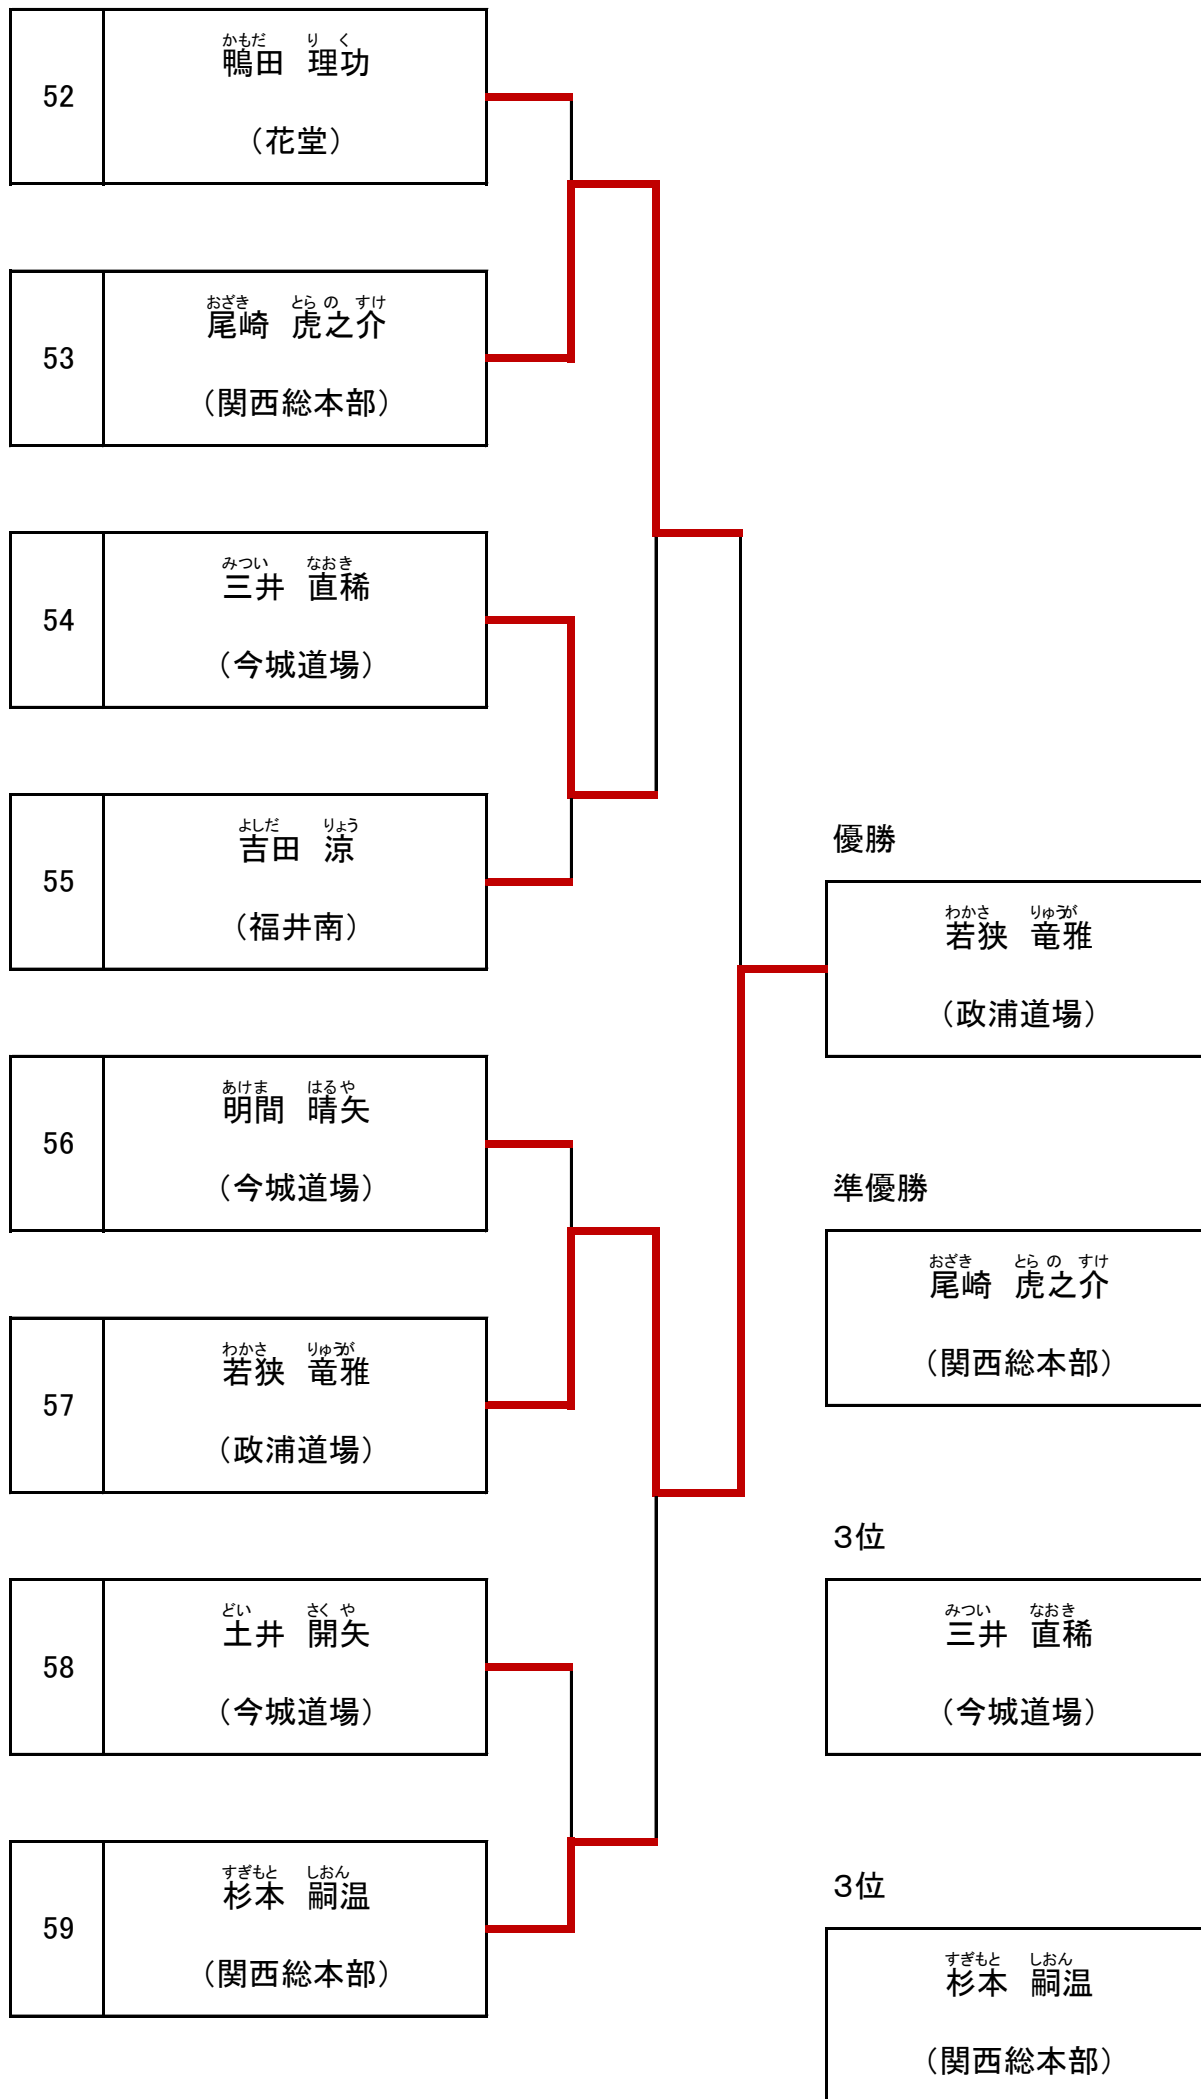 かもだ りく
52 鴨田 理功
(花堂)
おざき とらのすけ
53 尾崎 虎之介
(関西総本部)
みつい なおき
54 三井 直稀
(今城道場)
よしだ りょう
55 吉田 涼
(福井南)
あけま はるや
56 明間 晴矢
(今城道場)
わかさ りゅうが
57 若狭 竜雅
(政浦道場)
どい さくや
58 土井 開矢
(今城道場)
すぎもと しおん
59 杉本 嗣温
(関西総本部)
優勝
わかさ りゅうが
若狭 竜雅
(政浦道場)
準優勝
おざき とらのすけ
尾崎 虎之介
(関西総本部)
3位
みつい なおき
三井 直稀
(今城道場)
3位
すぎもと しおん
杉本 嗣温
(関西総本部)